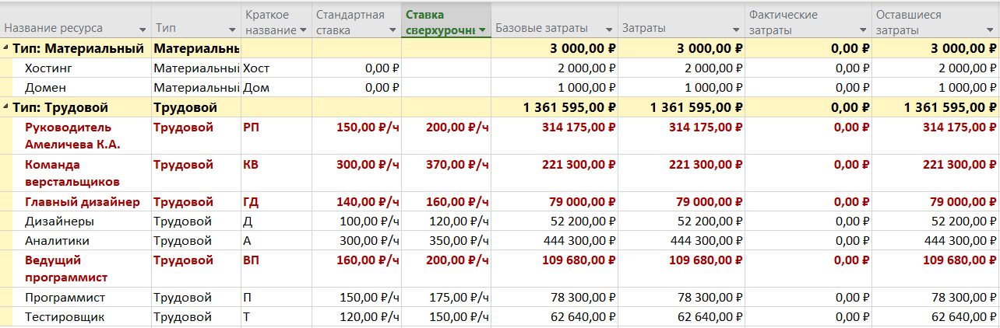 Название ресурса Тип Краткое название Стандартная ставка Ставка сверхурочны Базовые затраты Затраты Фактические затраты Оставшиеся затраты
Тип: Материальный Материальнь 3 000,00 ₽ 3 000,00 ₽ 0,00 ₽ 3 000,00 ₽
Хостинг Материальный Хост 0,00 ₽ 2 000,00 ₽ 2 000,00 ₽ 0,00 ₽ 2 000,00 ₽
Домен Материальный Дом 0,00 ₽ 1 000,00 ₽ 1 000,00 ₽ 0,00 ₽ 1 000,00 ₽
Тип: Трудовой Трудовой 1 361 595,00 ₽ 1 361 595,00 ₽ 0,00 ₽ 1 361 595,00 ₽
Руководитель Амеличева К.А. Трудовой РП 150,00 ₽/ч 200,00 ₽/ч 314 175,00 ₽ 314 175,00 ₽ 0,00 ₽ 314 175,00 ₽
Команда верстальщиков Трудовой КВ 300,00 ₽/ч 370,00 ₽/ч 221 300,00 ₽ 221 300,00 ₽ 0,00 ₽ 221 300,00 ₽
Главный дизайнер Трудовой ГД 140,00 ₽/ч 160,00 ₽/ч 79 000,00 ₽ 79 000,00 ₽ 0,00 ₽ 79 000,00 ₽
Дизайнеры Трудовой Д 100,00 ₽/ч 120,00 ₽/ч 52 200,00 ₽ 52 200,00 ₽ 0,00 ₽ 52 200,00 ₽
Аналитики Трудовой А 300,00 ₽/ч 350,00 ₽/ч 444 300,00 ₽ 444 300,00 ₽ 0,00 ₽ 444 300,00 ₽
Ведущий программист Трудовой ВП 160,00 ₽/ч 200,00 ₽/ч 109 680,00 ₽ 109 680,00 ₽ 0,00 ₽ 109 680,00 ₽
Программист Трудовой П 150,00 ₽/ч 175,00 ₽/ч 78 300,00 ₽ 78 300,00 ₽ 0,00 ₽ 78 300,00 ₽
Тестировщик Трудовой Т 120,00 ₽/ч 150,00 ₽/ч 62 640,00 ₽ 62 640,00 ₽ 0,00 ₽ 62 640,00 ₽